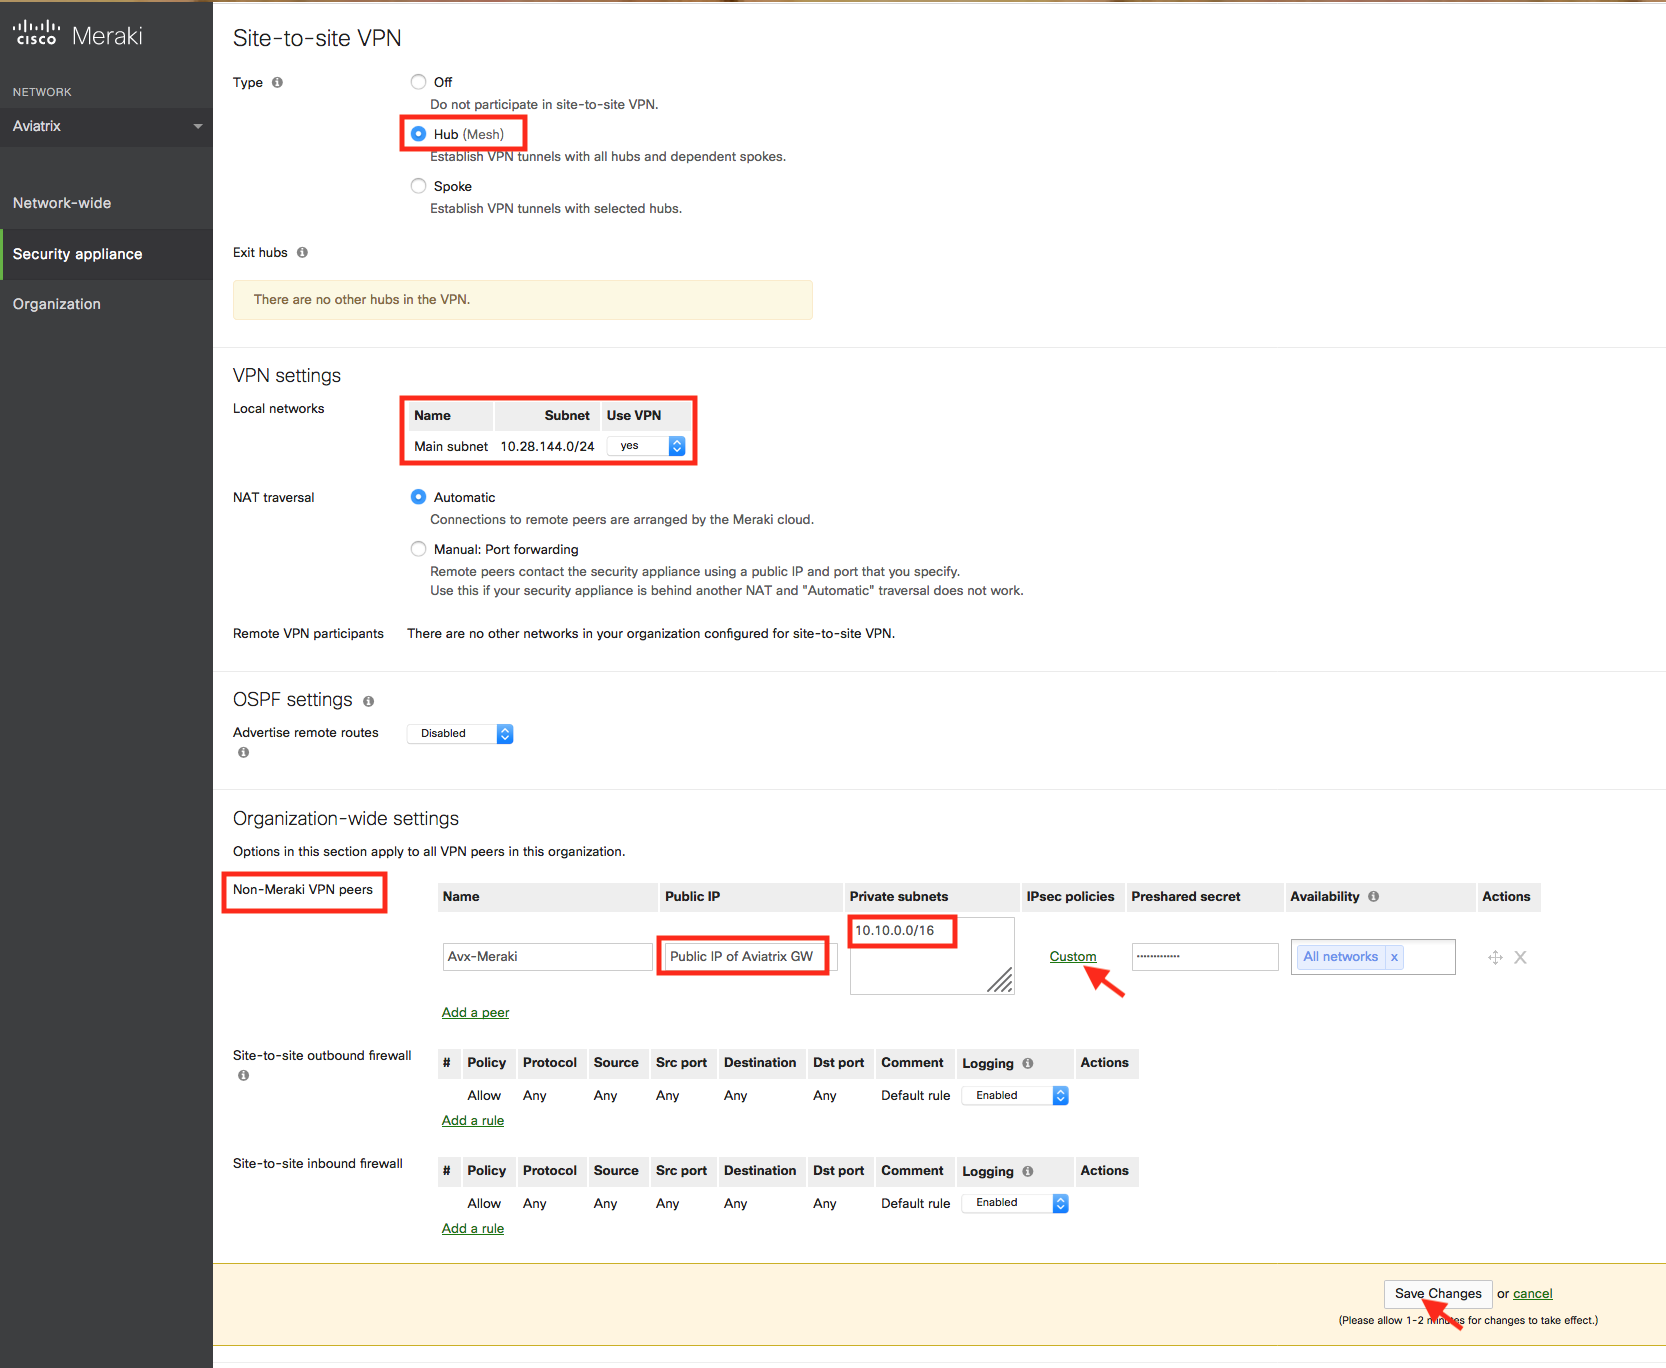 cisco Meraki
NETWORK
Aviatrix
Network-wide
Security appliance
Organization
Site-to-site VPN
Type
Off
Do not participate in site-to-site VPN.
Hub (Mesh)
Establish VPN tunnels with all hubs and dependent spokes.
Spoke
Establish VPN tunnels with selected hubs.
Exit hubs
There are no other hubs in the VPN.
VPN settings
Local networks
Name Subnet Use VPN
Main subnet 10.28.144.0/24 yes
NAT traversal
Automatic
Connections to remote peers are arranged by the Meraki cloud.
Manual: Port forwarding
Remote peers contact the security appliance using a public IP and port that you specify.
Use this if your security appliance is behind another NAT and "Automatic" traversal does not work.
Remote VPN participants There are no other networks in your organization configured for site-to-site VPN.
OSPF settings
Advertise remote routes Disabled
Organization-wide settings
Options in this section apply to all VPN peers in this organization.
Non-Meraki VPN peers
Name Public IP Private subnets IPsec policies Preshared secret Availability Actions
Avx-Meraki Public IP of Aviatrix GW 10.10.0.0/16 Custom ············· All networks x X
Add a peer
Site-to-site outbound firewall
# Policy Protocol Source Src port Destination Dst port Comment Logging Actions
Allow Any Any Any Any Any Default rule Enabled
Add a rule
Site-to-site inbound firewall
# Policy Protocol Source Src port Destination Dst port Comment Logging Actions
Allow Any Any Any Any Any Default rule Enabled
Add a rule
Save Changes or cancel
(Please allow 1-2 minutes for changes to take effect.)